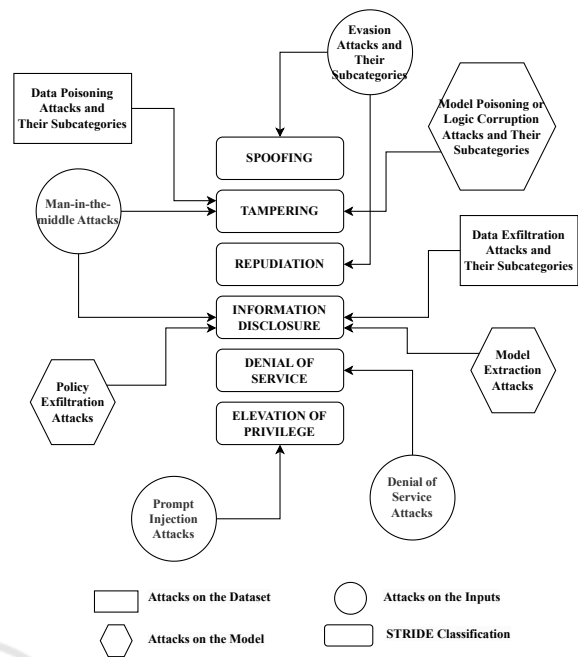 Evasion
Attacks and
Their
Subcategories
Data Poisoning
Attacks and
Their Subcategories
Model Poisoning or
Logic Corruption
Attacks and Their
Subcategories
SPOOFING
Man-in-the-
middle Attacks
TAMPERING
Data Exfiltration
Attacks and
Their Subcategories
REPUDIATION
INFORMATION
DISCLOSURE
Policy
Exfiltration
Attacks
DENIAL OF
SERVICE
Model
Extraction
Attacks
ELEVATION OF
PRIVILEGE
Prompt
Injection
Attacks
Denial of
Service
Attacks
Attacks on the Dataset
Attacks on the Inputs
Attacks on the Model
STRIDE Classification